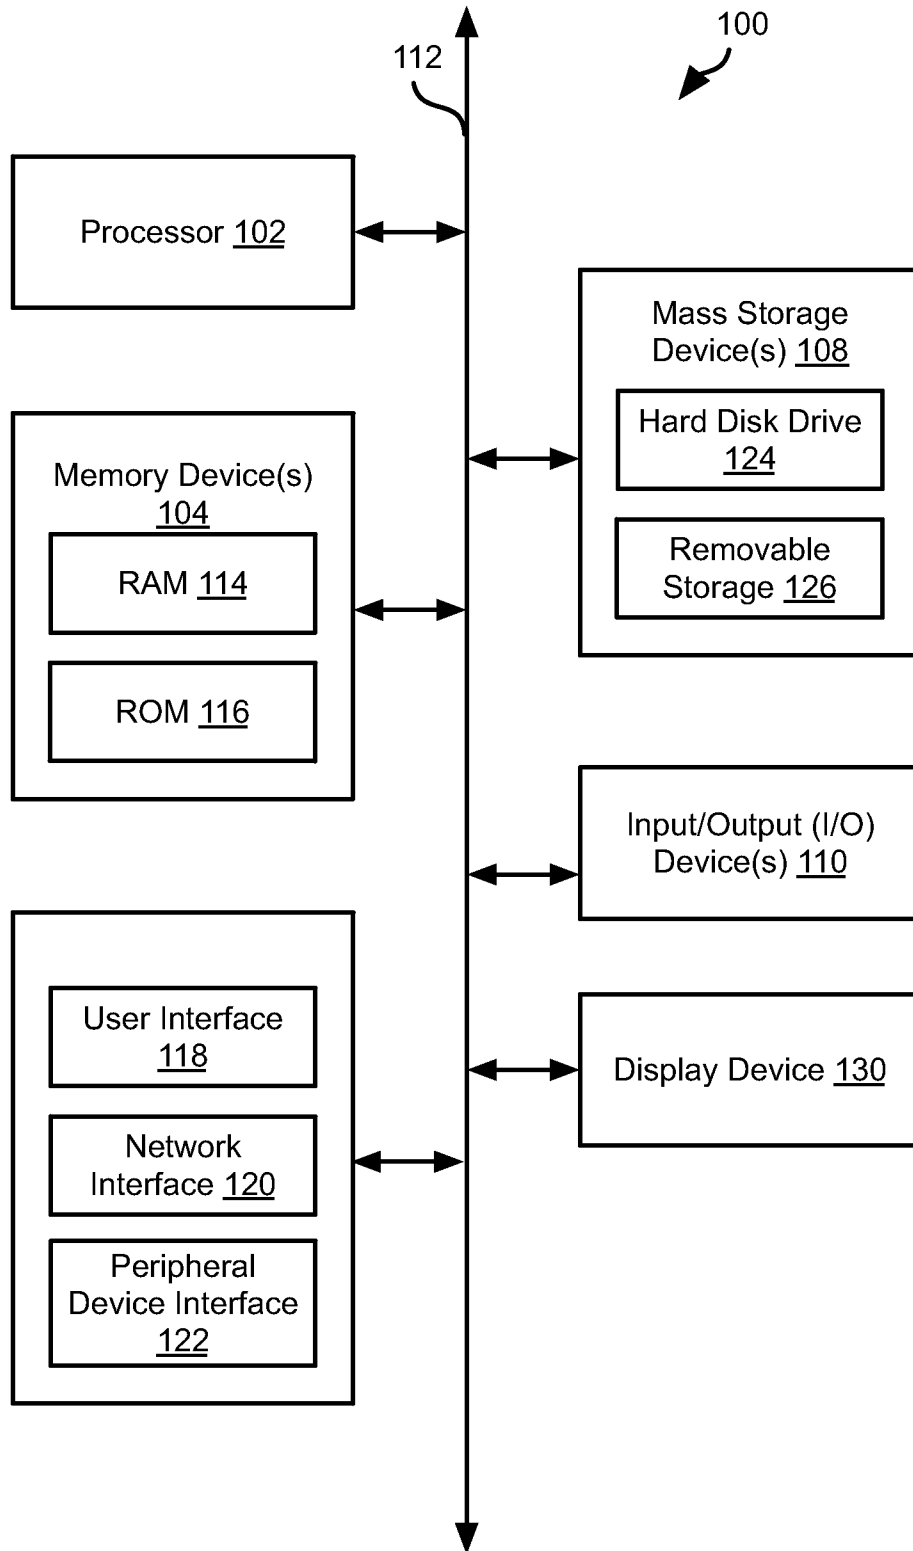 100
112
Processor 102
Mass Storage
Device(s) 108
Hard Disk Drive
124
Removable
Storage 126
Memory Device(s)
104
RAM 114
ROM 116
Input/Output (I/O)
Device(s) 110
User Interface
118
Network
Interface 120
Peripheral
Device Interface
122
Display Device 130